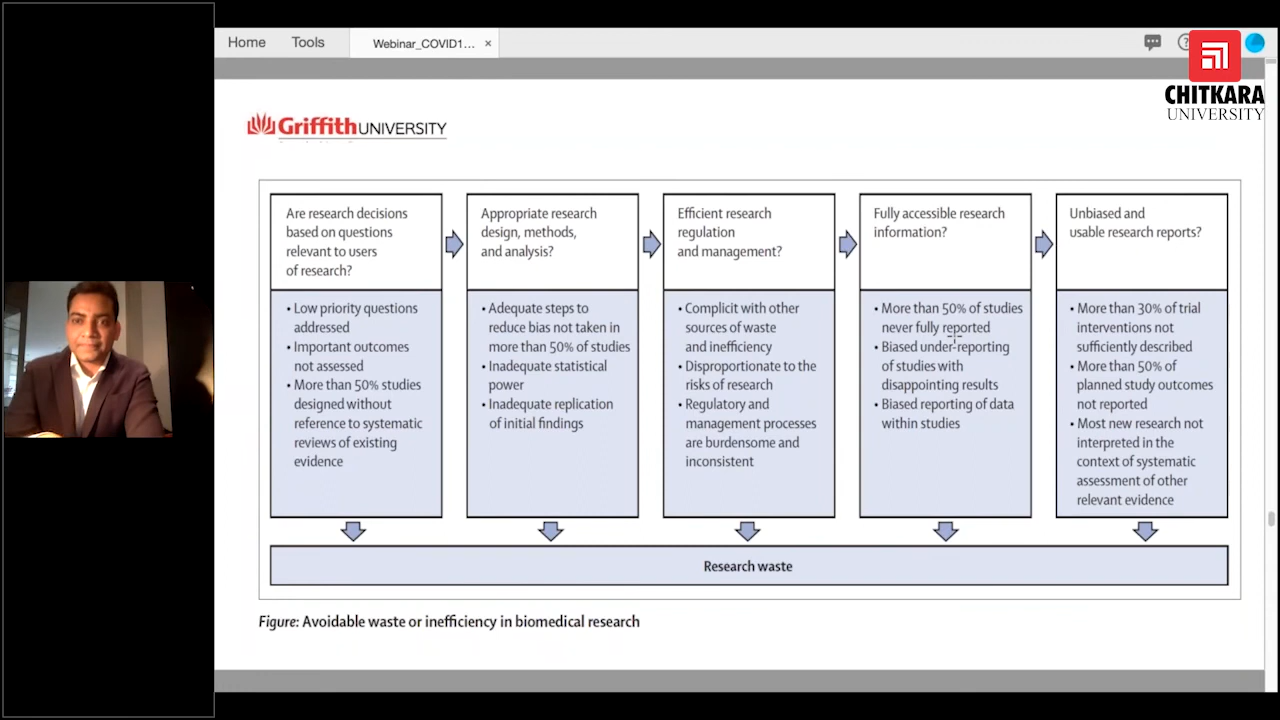 Home Tools Webinar_COVID1... ×
CHITKARA
UNIVERSITY
Griffith UNIVERSITY
Are research decisions
based on questions
relevant to users
of research?
• Low priority questions
addressed
• Important outcomes
not assessed
• More than 50% studies
designed without
reference to systematic
reviews of existing
evidence
Appropriate research
design, methods,
and analysis?
• Adequate steps to
reduce bias not taken in
more than 50% of studies
• Inadequate statistical
power
• Inadequate replication
of initial findings
Efficient research
regulation
and management?
• Complicit with other
sources of waste
and inefficiency
• Disproportionate to the
risks of research
• Regulatory and
management processes
are burdensome and
inconsistent
Fully accessible research
information?
• More than 50% of studies
never fully reported
• Biased under-reporting
of studies with
disappointing results
• Biased reporting of data
within studies
Unbiased and
usable research reports?
• More than 30% of trial
interventions not
sufficiently described
• More than 50% of
planned study outcomes
not reported
• Most new research not
interpreted in the
context of systematic
assessment of other
relevant evidence
Research waste
Figure: Avoidable waste or inefficiency in biomedical research